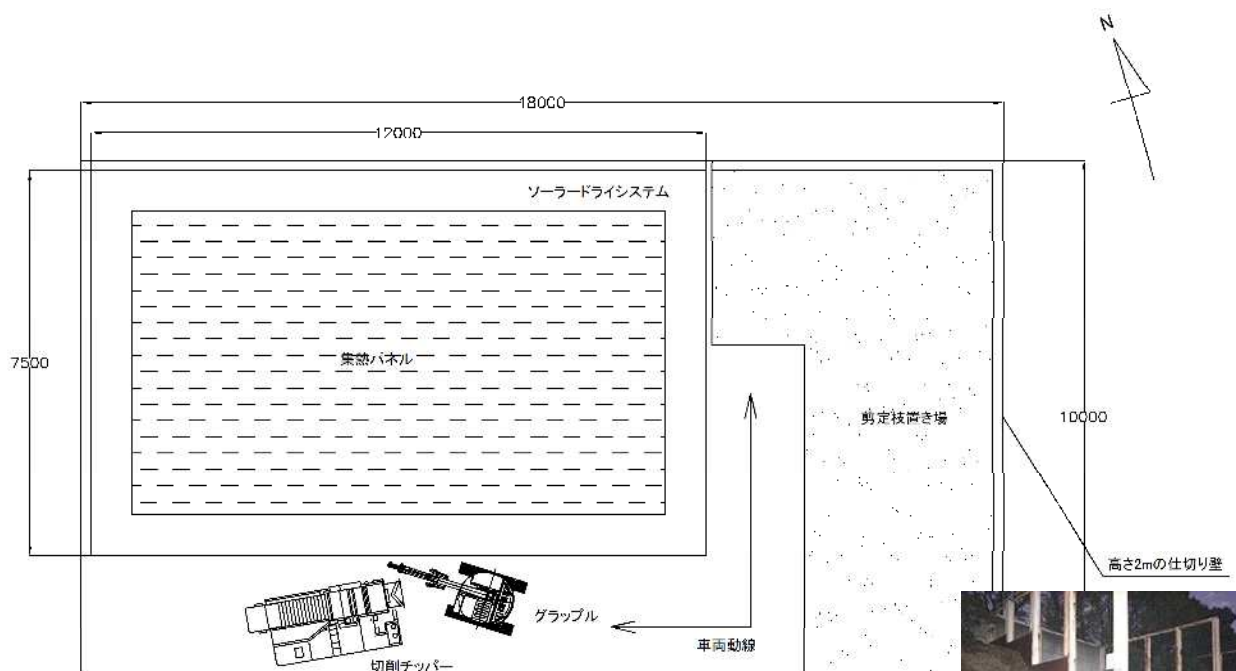 N
18000
12000
ソーラードライシステム
7500
集熱パネル
剪定枝置き場
10000
高さ2mの仕切り壁
グラップル
車両動線
切削チッパー